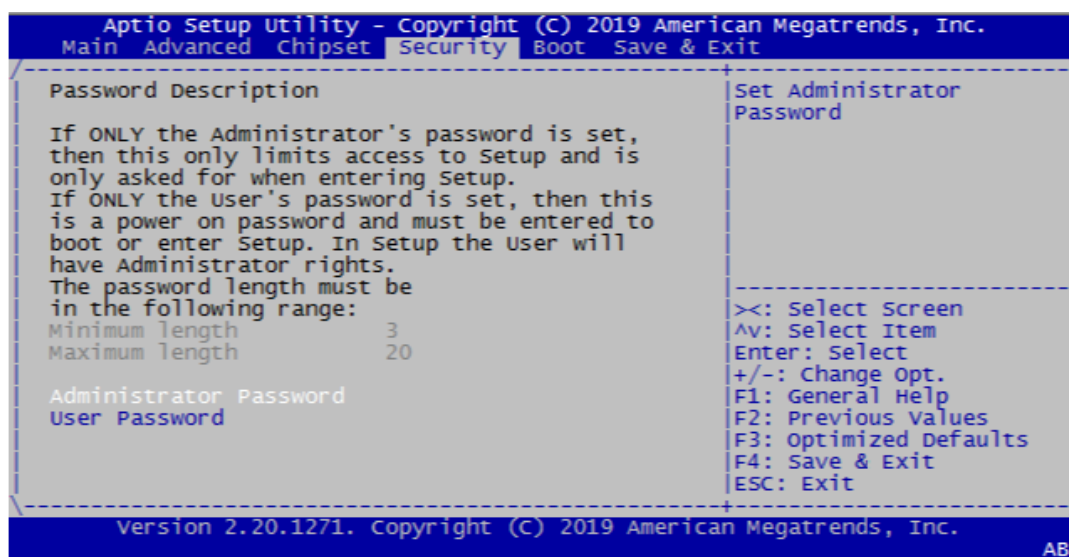 Aptio Setup Utility – Copyright (C) 2019 American Megatrends, Inc.
Main Advanced Chipset Security Boot Save & Exit
Password Description
If ONLY the Administrator's password is set,
then this only limits access to Setup and is
only asked for when entering Setup.
If ONLY the User's password is set, then this
is a power on password and must be entered to
boot or enter Setup. In Setup the User will
have Administrator rights.
The password length must be
in the following range:
Minimum length 3
Maximum length 20
Administrator Password
User Password
Set Administrator
Password
><: Select Screen
^v: Select Item
Enter: Select
+/-: Change Opt.
F1: General Help
F2: Previous Values
F3: Optimized Defaults
F4: Save & Exit
ESC: Exit
Version 2.20.1271. Copyright (C) 2019 American Megatrends, Inc.
AB